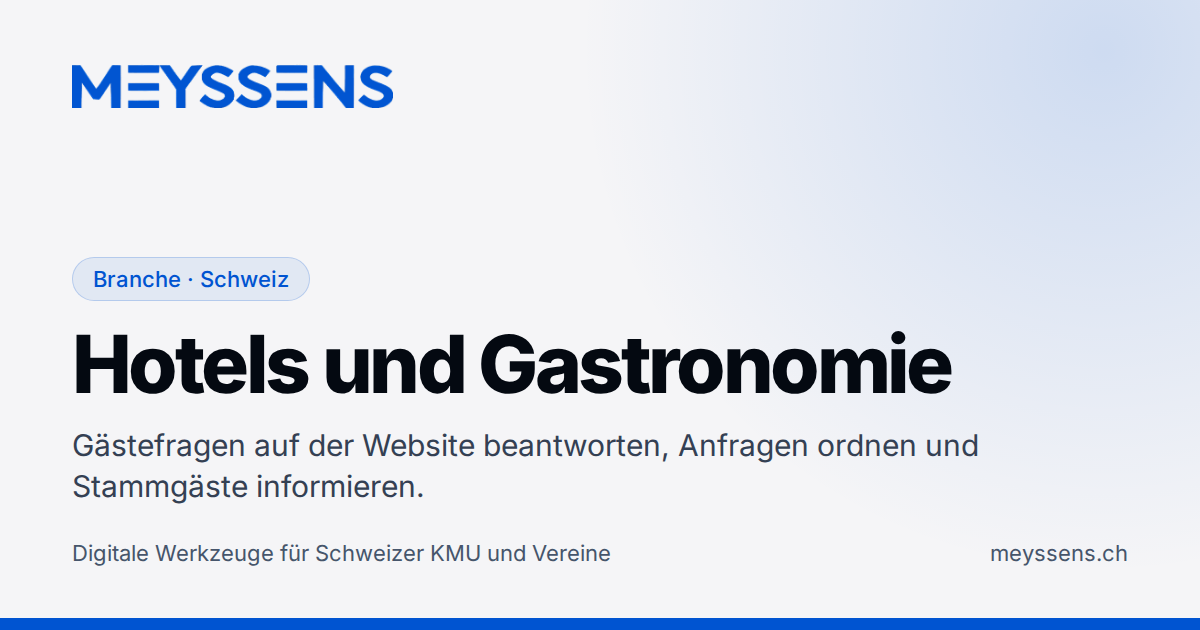 MEYSSENS
Branche · Schweiz
Hotels und Gastronomie
Gästefragen auf der Website beantworten, Anfragen ordnen und
Stammgäste informieren.
Digitale Werkzeuge für Schweizer KMU und Vereine
meyssens.ch